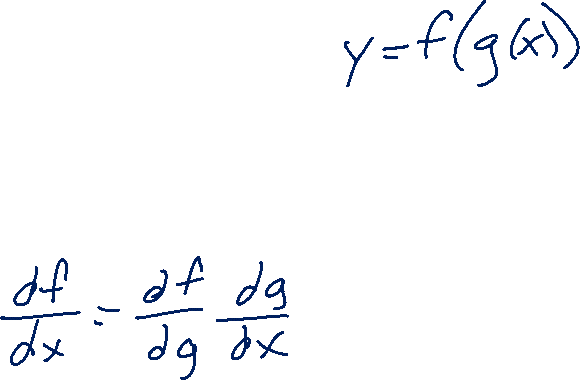 y = f(g(x))
df/dx = df/dg dg/dx